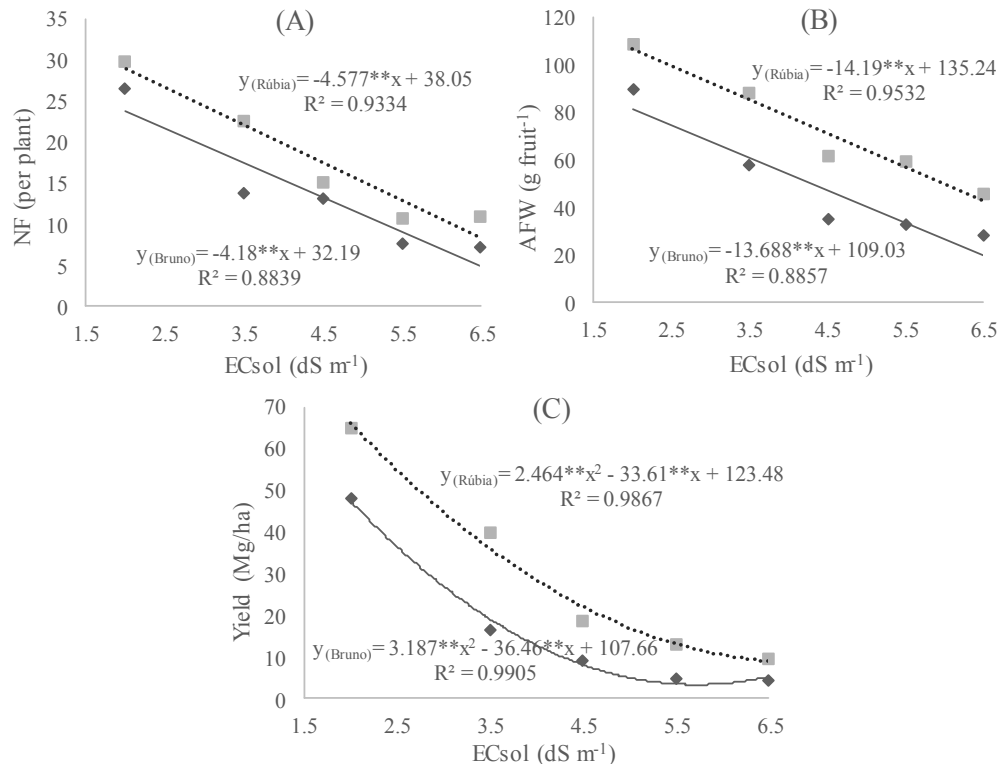 (A)
NF (per plant)
35
30
25
20
15
10
5
0
y(Rúbia)= -4.577**x + 38.05
R² = 0.9334
y(Bruno)= -4.18**x + 32.19
R² = 0.8839
1.5 2.5 3.5 4.5 5.5 6.5
ECsol (dS m⁻¹)
(B)
AFW (g fruit⁻¹)
120
100
80
60
40
20
0
y(Rúbia)= -14.19**x + 135.24
R² = 0.9532
y(Bruno)= -13.688**x + 109.03
R² = 0.8857
1.5 2.5 3.5 4.5 5.5 6.5
ECsol (dS m⁻¹)
(C)
Yield (Mg/ha)
70
60
50
40
30
20
10
0
y(Rúbia)= 2.464**x² - 33.61**x + 123.48
R² = 0.9867
y(Bruno)= 3.187**x² - 36.46**x + 107.66
R² = 0.9905
1.5 2.5 3.5 4.5 5.5 6.5
ECsol (dS m⁻¹)